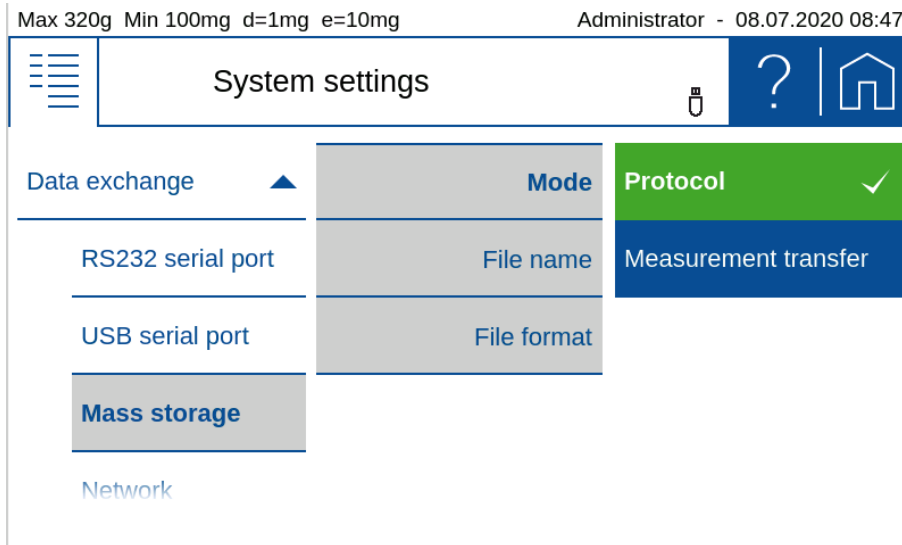 Max 320g Min 100mg d=1mg e=10mg Administrator - 08.07.2020 08:47
System settings
?
Data exchange Mode Protocol
RS232 serial port File name Measurement transfer
USB serial port File format
Mass storage
Network